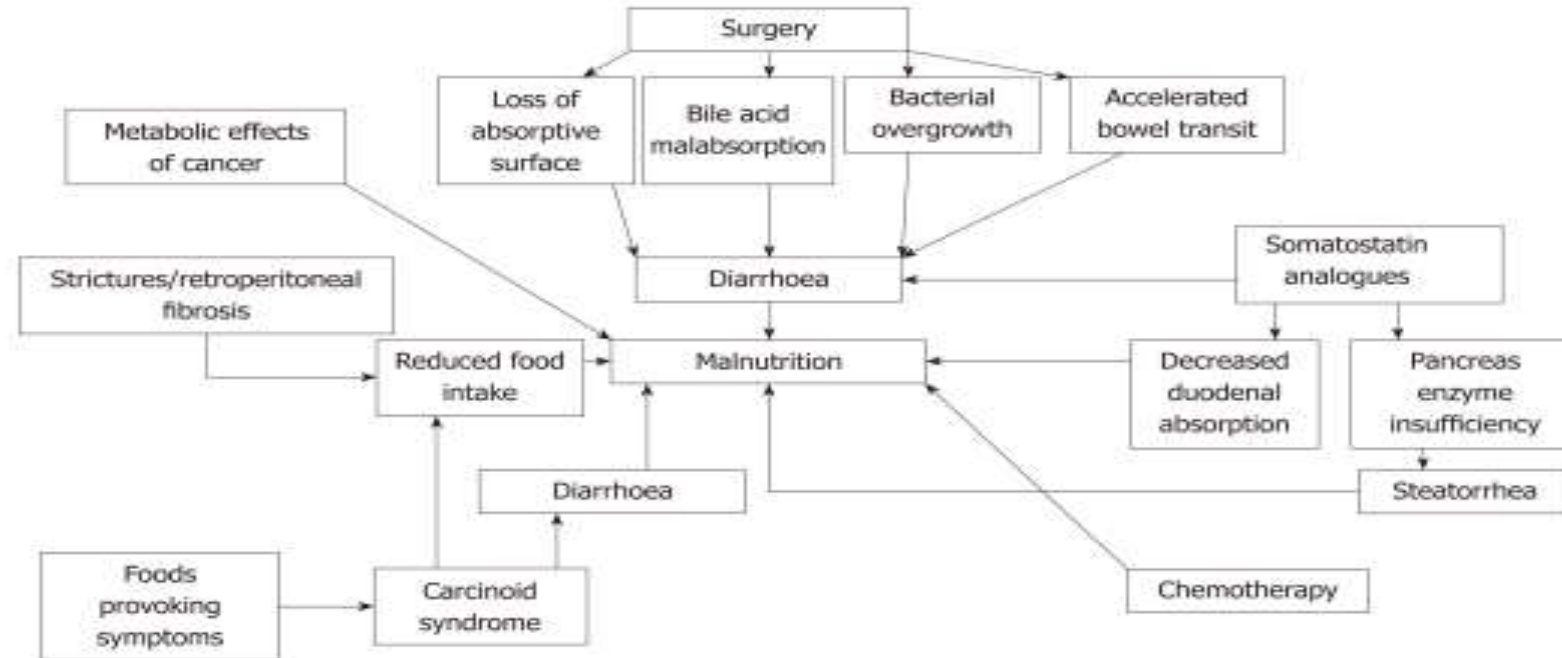 Surgery
Loss of
absorptive
surface
Bile acid
malabsorption
Bacterial
overgrowth
Accelerated
bowel transit
Metabolic effects
of cancer
Strictures/retroperitoneal
fibrosis
Diarrhoea
Somatostatin
analogues
Reduced food
intake
Malnutrition
Decreased
duodenal
absorption
Pancreas
enzyme
insufficiency
Diarrhoea
Steatorrhea
Foods
provoking
symptoms
Carcinoid
syndrome
Chemotherapy